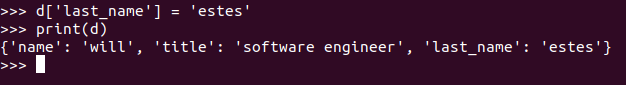 >>> d['last_name'] = 'estes'
>>> print(d)
{'name': 'will', 'title': 'software engineer', 'last_name': 'estes'}
>>>